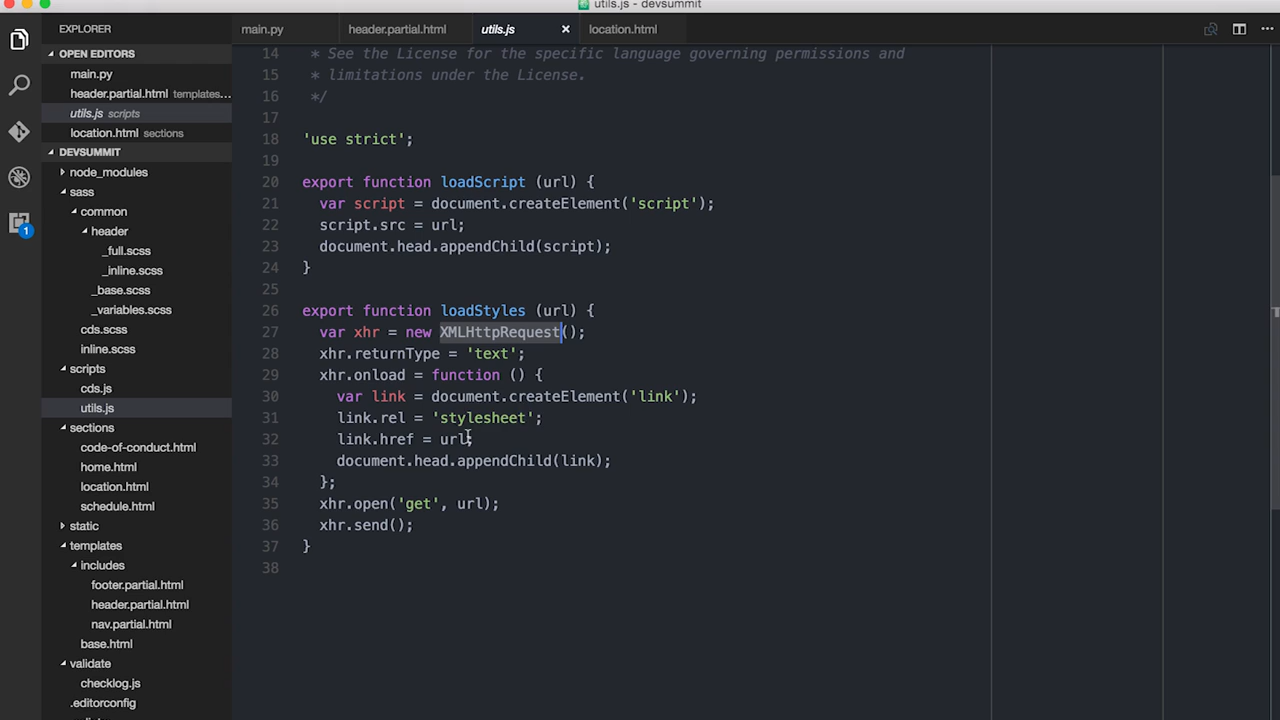 utils.js — devsummit
EXPLORER
OPEN EDITORS
main.py
header.partial.html templates...
utils.js scripts
location.html sections
DEVSUMMIT
node_modules
sass
common
header
_full.scss
_inline.scss
_base.scss
_variables.scss
cds.scss
inline.scss
scripts
cds.js
utils.js
sections
code-of-conduct.html
home.html
location.html
schedule.html
static
templates
includes
footer.partial.html
header.partial.html
nav.partial.html
base.html
validate
checklog.js
.editorconfig
1
main.py header.partial.html utils.js × location.html
14 * See the License for the specific language governing permissions and
15 * limitations under the License.
16 */
17
18 'use strict';
19
20 export function loadScript (url) {
21 var script = document.createElement('script');
22 script.src = url;
23 document.head.appendChild(script);
24 }
25
26 export function loadStyles (url) {
27 var xhr = new XMLHttpRequest();
28 xhr.returnType = 'text';
29 xhr.onload = function () {
30 var link = document.createElement('link');
31 link.rel = 'stylesheet';
32 link.href = url;
33 document.head.appendChild(link);
34 };
35 xhr.open('get', url);
36 xhr.send();
37 }
38